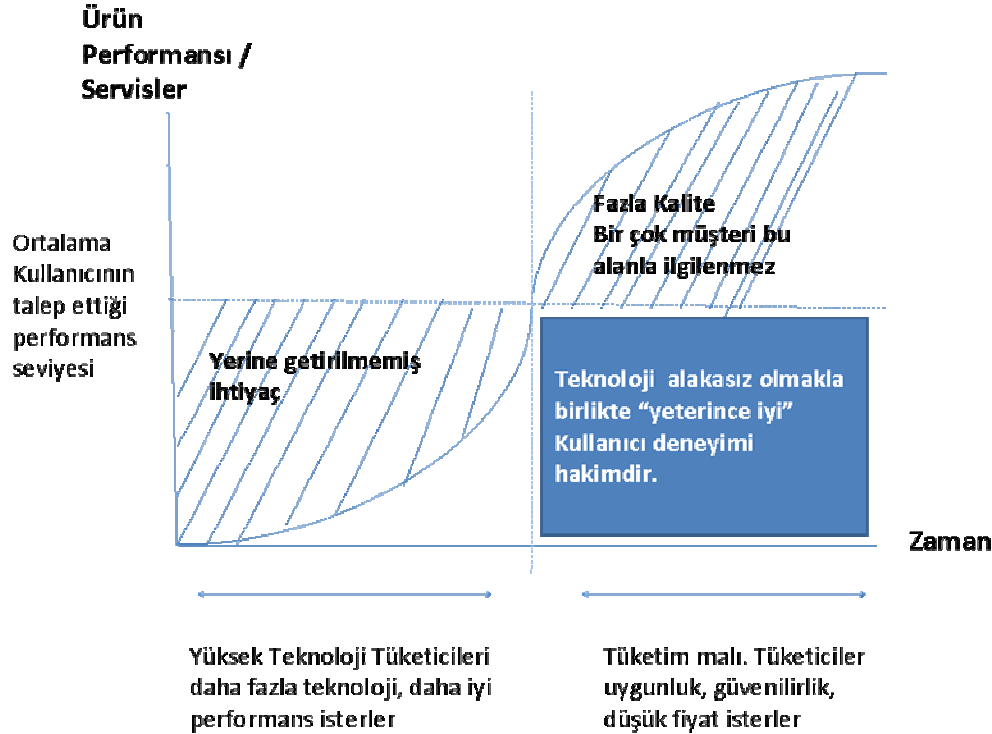 Ürün
Performansı /
Servisler
Ortalama
Kullanıcının
talep ettiği
performans
seviyesi
Fazla Kalite
Bir çok müşteri bu
alanla ilgilenmez
Yerine getirilmemiş
ihtiyaç
Teknoloji alakasız olmakla
birlikte “yeterince iyi”
Kullanıcı deneyimi
hakimdir.
Zaman
Yüksek Teknoloji Tüketicileri
daha fazla teknoloji, daha iyi
performans isterler
Tüketim malı. Tüketiciler
uygunluk, güvenilirlik,
düşük fiyat isterler